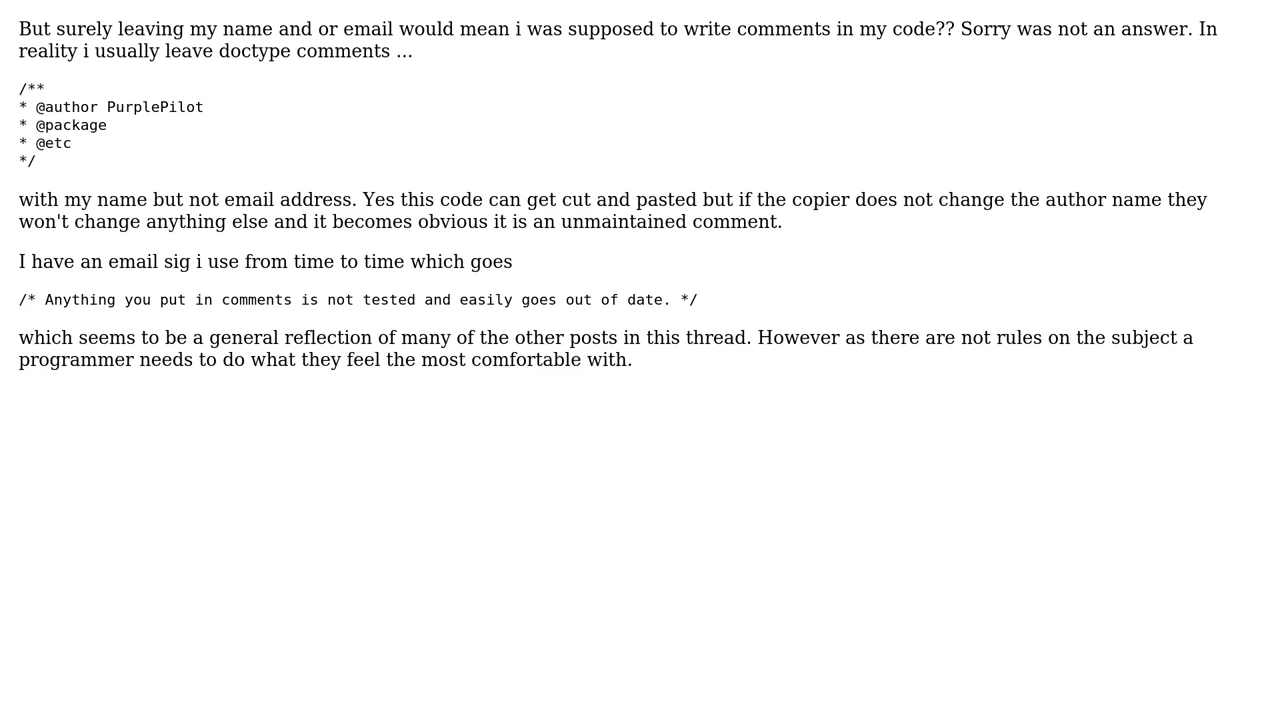 But surely leaving my name and or email would mean i was supposed to write comments in my code?? Sorry was not an answer. In
reality i usually leave doctype comments ...
/**
* @author PurplePilot
* @package
* @etc
*/
with my name but not email address. Yes this code can get cut and pasted but if the copier does not change the author name they
won't change anything else and it becomes obvious it is an unmaintained comment.
I have an email sig i use from time to time which goes
/* Anything you put in comments is not tested and easily goes out of date. */
which seems to be a general reflection of many of the other posts in this thread. However as there are not rules on the subject a
programmer needs to do what they feel the most comfortable with.